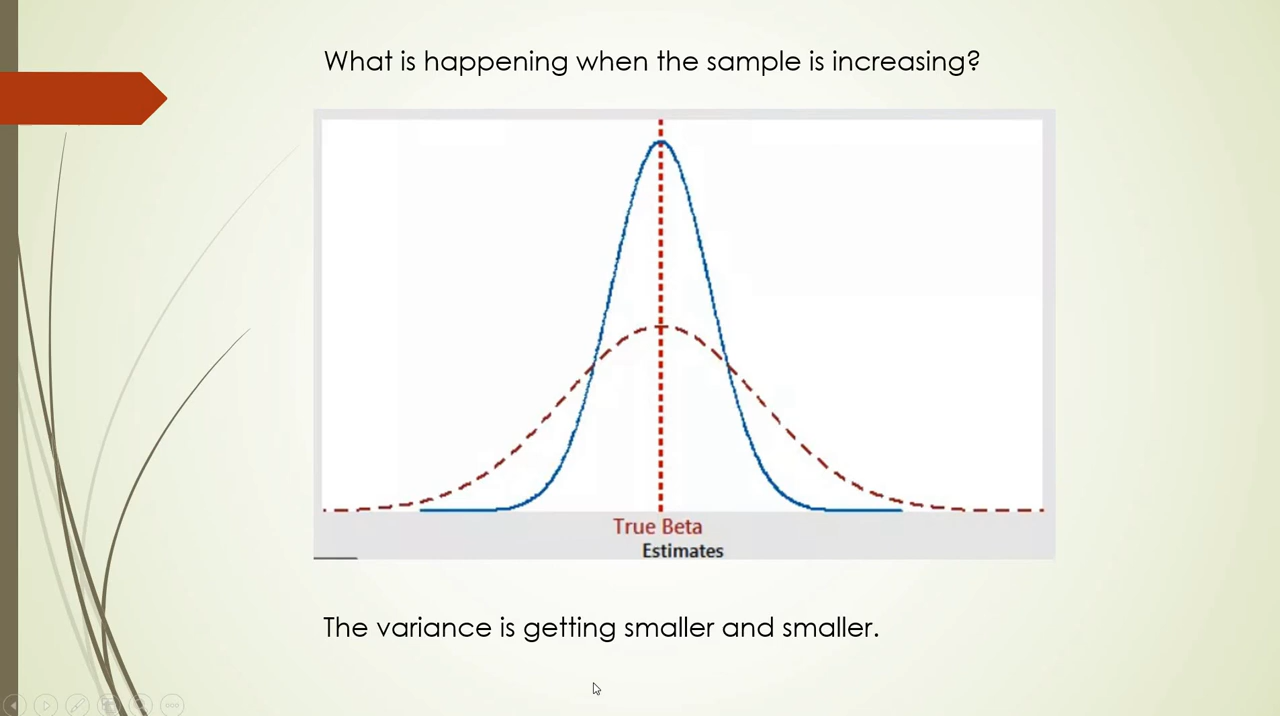 What is happening when the sample is increasing?
True Beta
Estimates
The variance is getting smaller and smaller.